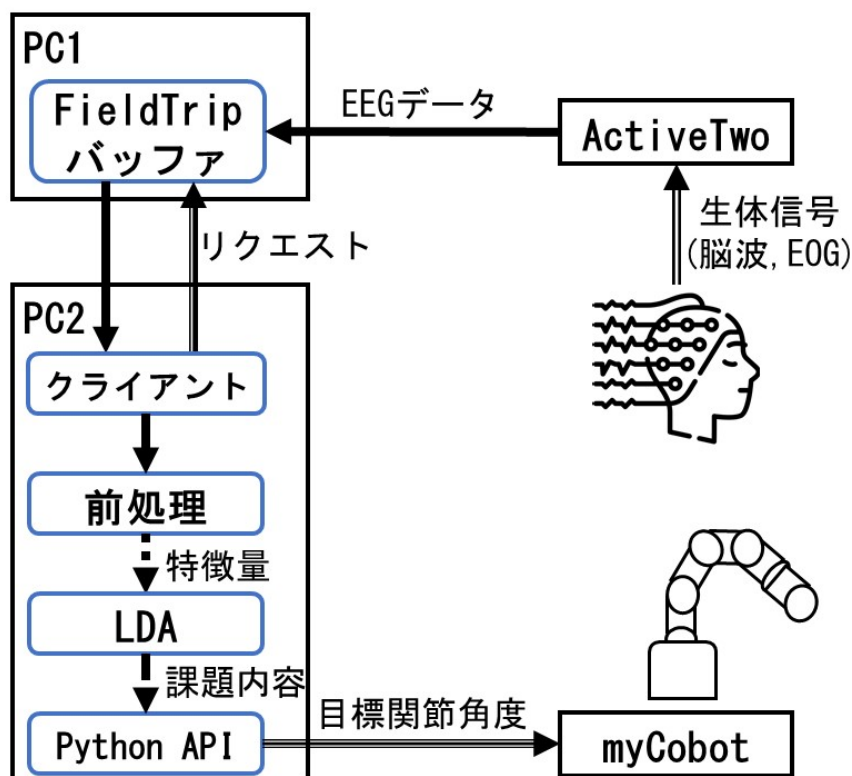 PC1
FieldTrip
バッファ
EEGデータ
ActiveTwo
生体信号
(脳波,EOG)
リクエスト
PC2
クライアント
前処理
特徴量
LDA
課題内容
Python API
目標関節角度
myCobot